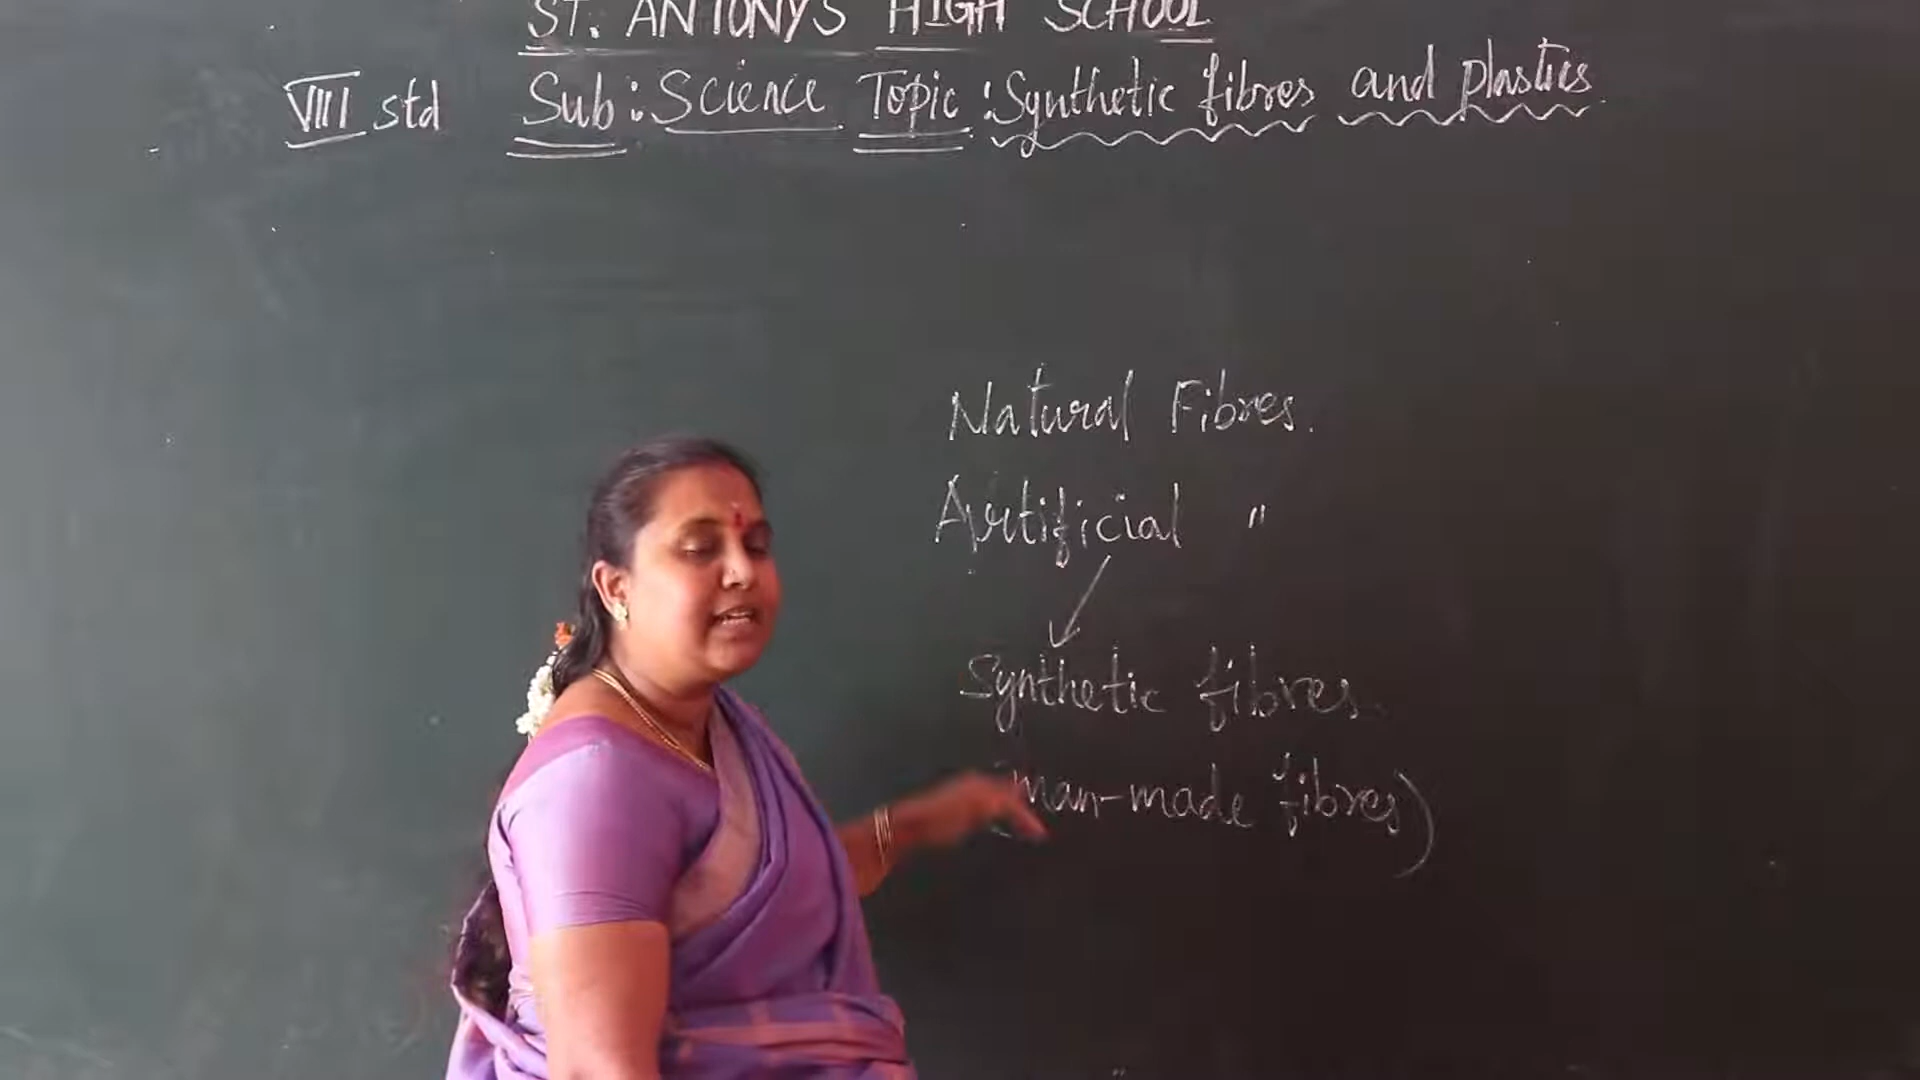 ST. ANTONYS HIGH SCHOOL
VIII std Sub: Science Topic: Synthetic fibres and plastics.
Natural Fibres.
Artificial "
Synthetic fibres.
(man-made fibres)